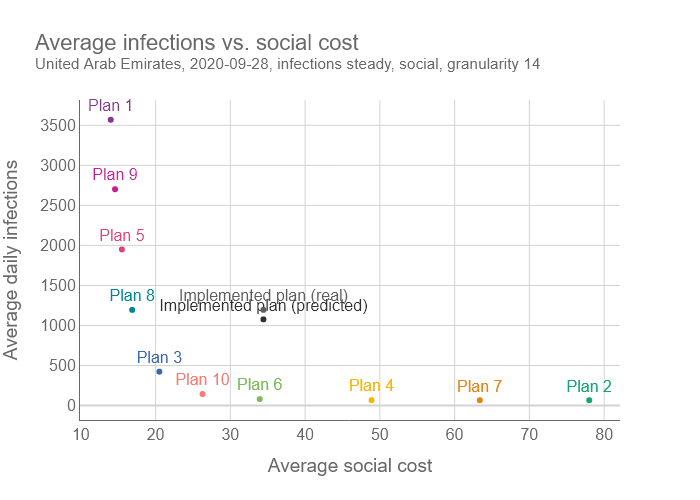 Average infections vs. social cost
United Arab Emirates, 2020-09-28, infections steady, social, granularity 14
Average daily infections
3500
3000
2500
2000
1500
1000
500
0
Plan 1
Plan 9
Plan 5
Plan 8
Implemented plan (real)
Implemented plan (predicted)
Plan 3
Plan 10
Plan 6
Plan 4
Plan 7
Plan 2
10 20 30 40 50 60 70 80
Average social cost